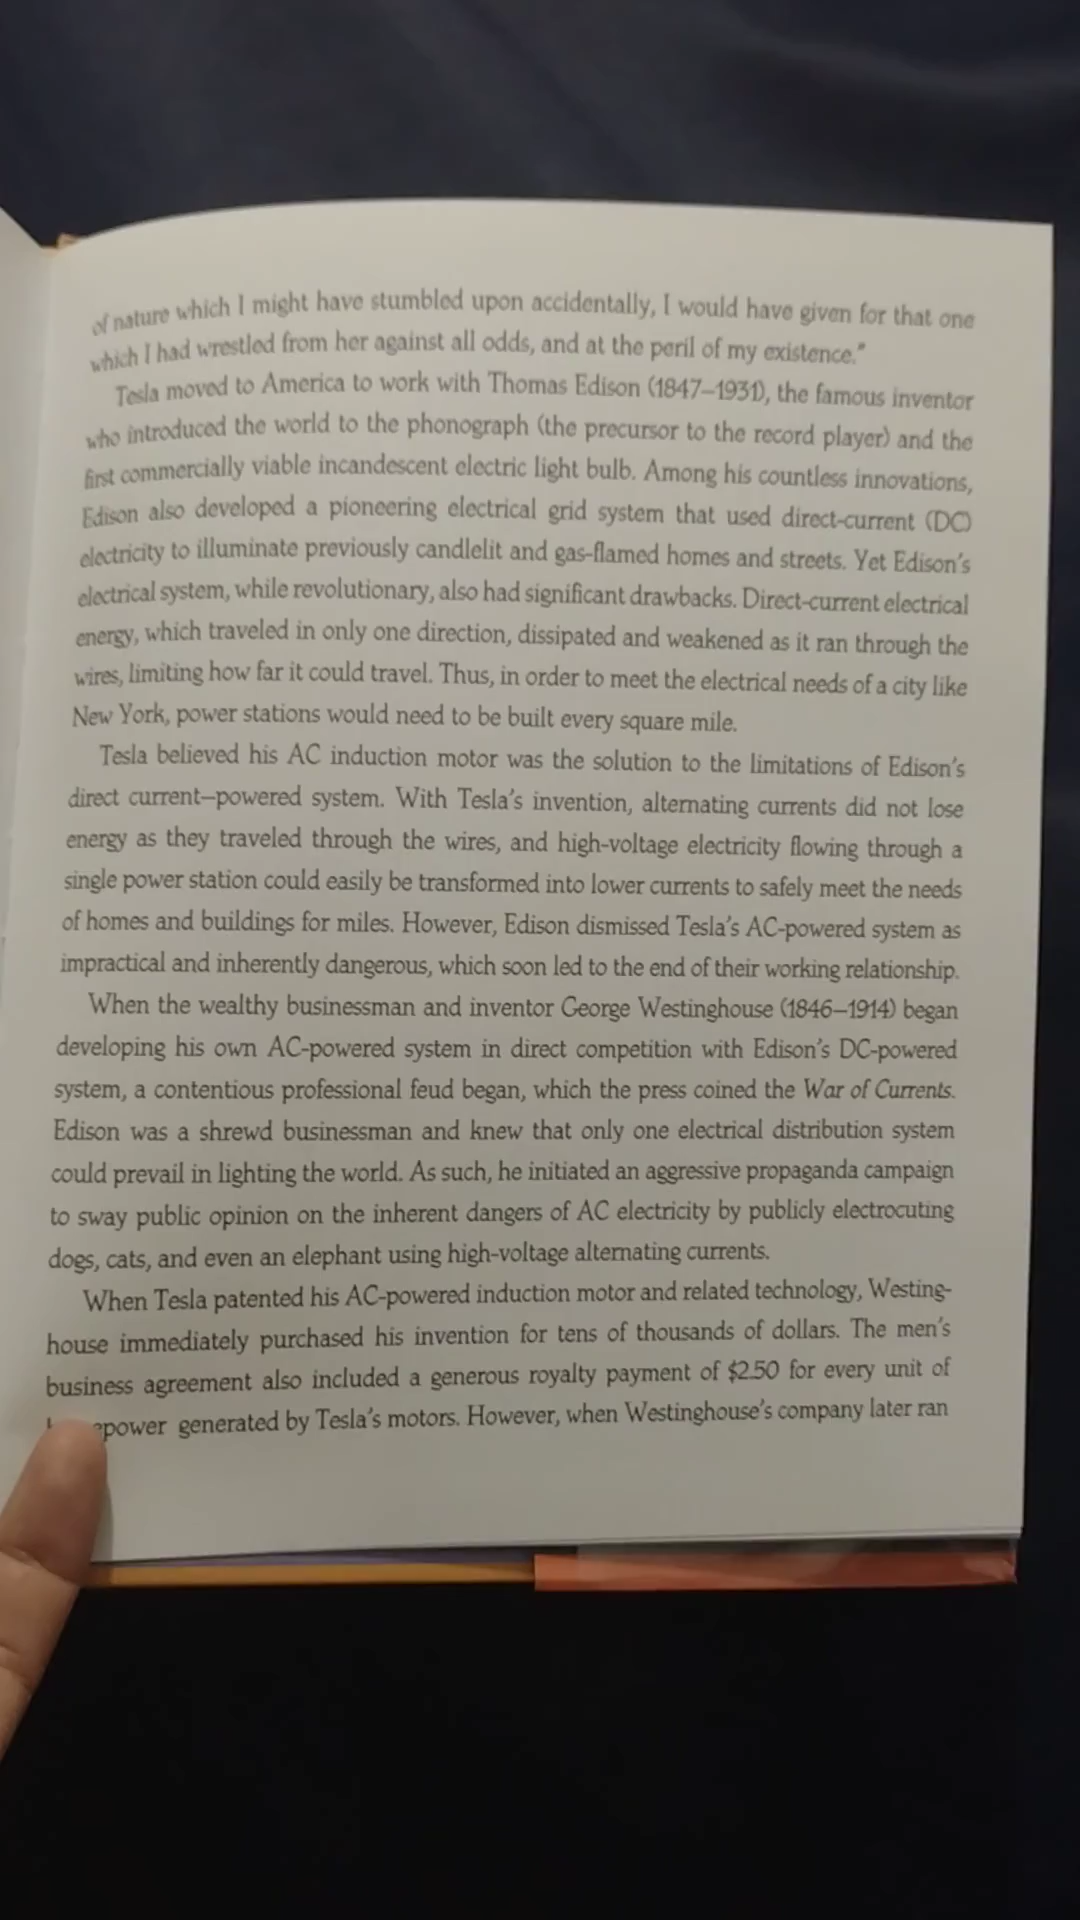 of nature which I might have stumbled upon accidentally, I would have given for that one
which I had wrestled from her against all odds, and at the peril of my existence."
Tesla moved to America to work with Thomas Edison (1847–1931), the famous inventor
who introduced the world to the phonograph (the precursor to the record player) and the
first commercially viable incandescent electric light bulb. Among his countless innovations,
Edison also developed a pioneering electrical grid system that used direct-current (DC)
electricity to illuminate previously candlelit and gas-flamed homes and streets. Yet Edison's
electrical system, while revolutionary, also had significant drawbacks. Direct-current electrical
energy, which traveled in only one direction, dissipated and weakened as it ran through the
wires, limiting how far it could travel. Thus, in order to meet the electrical needs of a city like
New York, power stations would need to be built every square mile.
Tesla believed his AC induction motor was the solution to the limitations of Edison's
direct current–powered system. With Tesla's invention, alternating currents did not lose
energy as they traveled through the wires, and high-voltage electricity flowing through a
single power station could easily be transformed into lower currents to safely meet the needs
of homes and buildings for miles. However, Edison dismissed Tesla's AC-powered system as
impractical and inherently dangerous, which soon led to the end of their working relationship.
When the wealthy businessman and inventor George Westinghouse (1846–1914) began
developing his own AC-powered system in direct competition with Edison's DC-powered
system, a contentious professional feud began, which the press coined the War of Currents.
Edison was a shrewd businessman and knew that only one electrical distribution system
could prevail in lighting the world. As such, he initiated an aggressive propaganda campaign
to sway public opinion on the inherent dangers of AC electricity by publicly electrocuting
dogs, cats, and even an elephant using high-voltage alternating currents.
When Tesla patented his AC-powered induction motor and related technology, Westing-
house immediately purchased his invention for tens of thousands of dollars. The men's
business agreement also included a generous royalty payment of $2.50 for every unit of
generated by Tesla's motors. However, when Westinghouse's company later ran